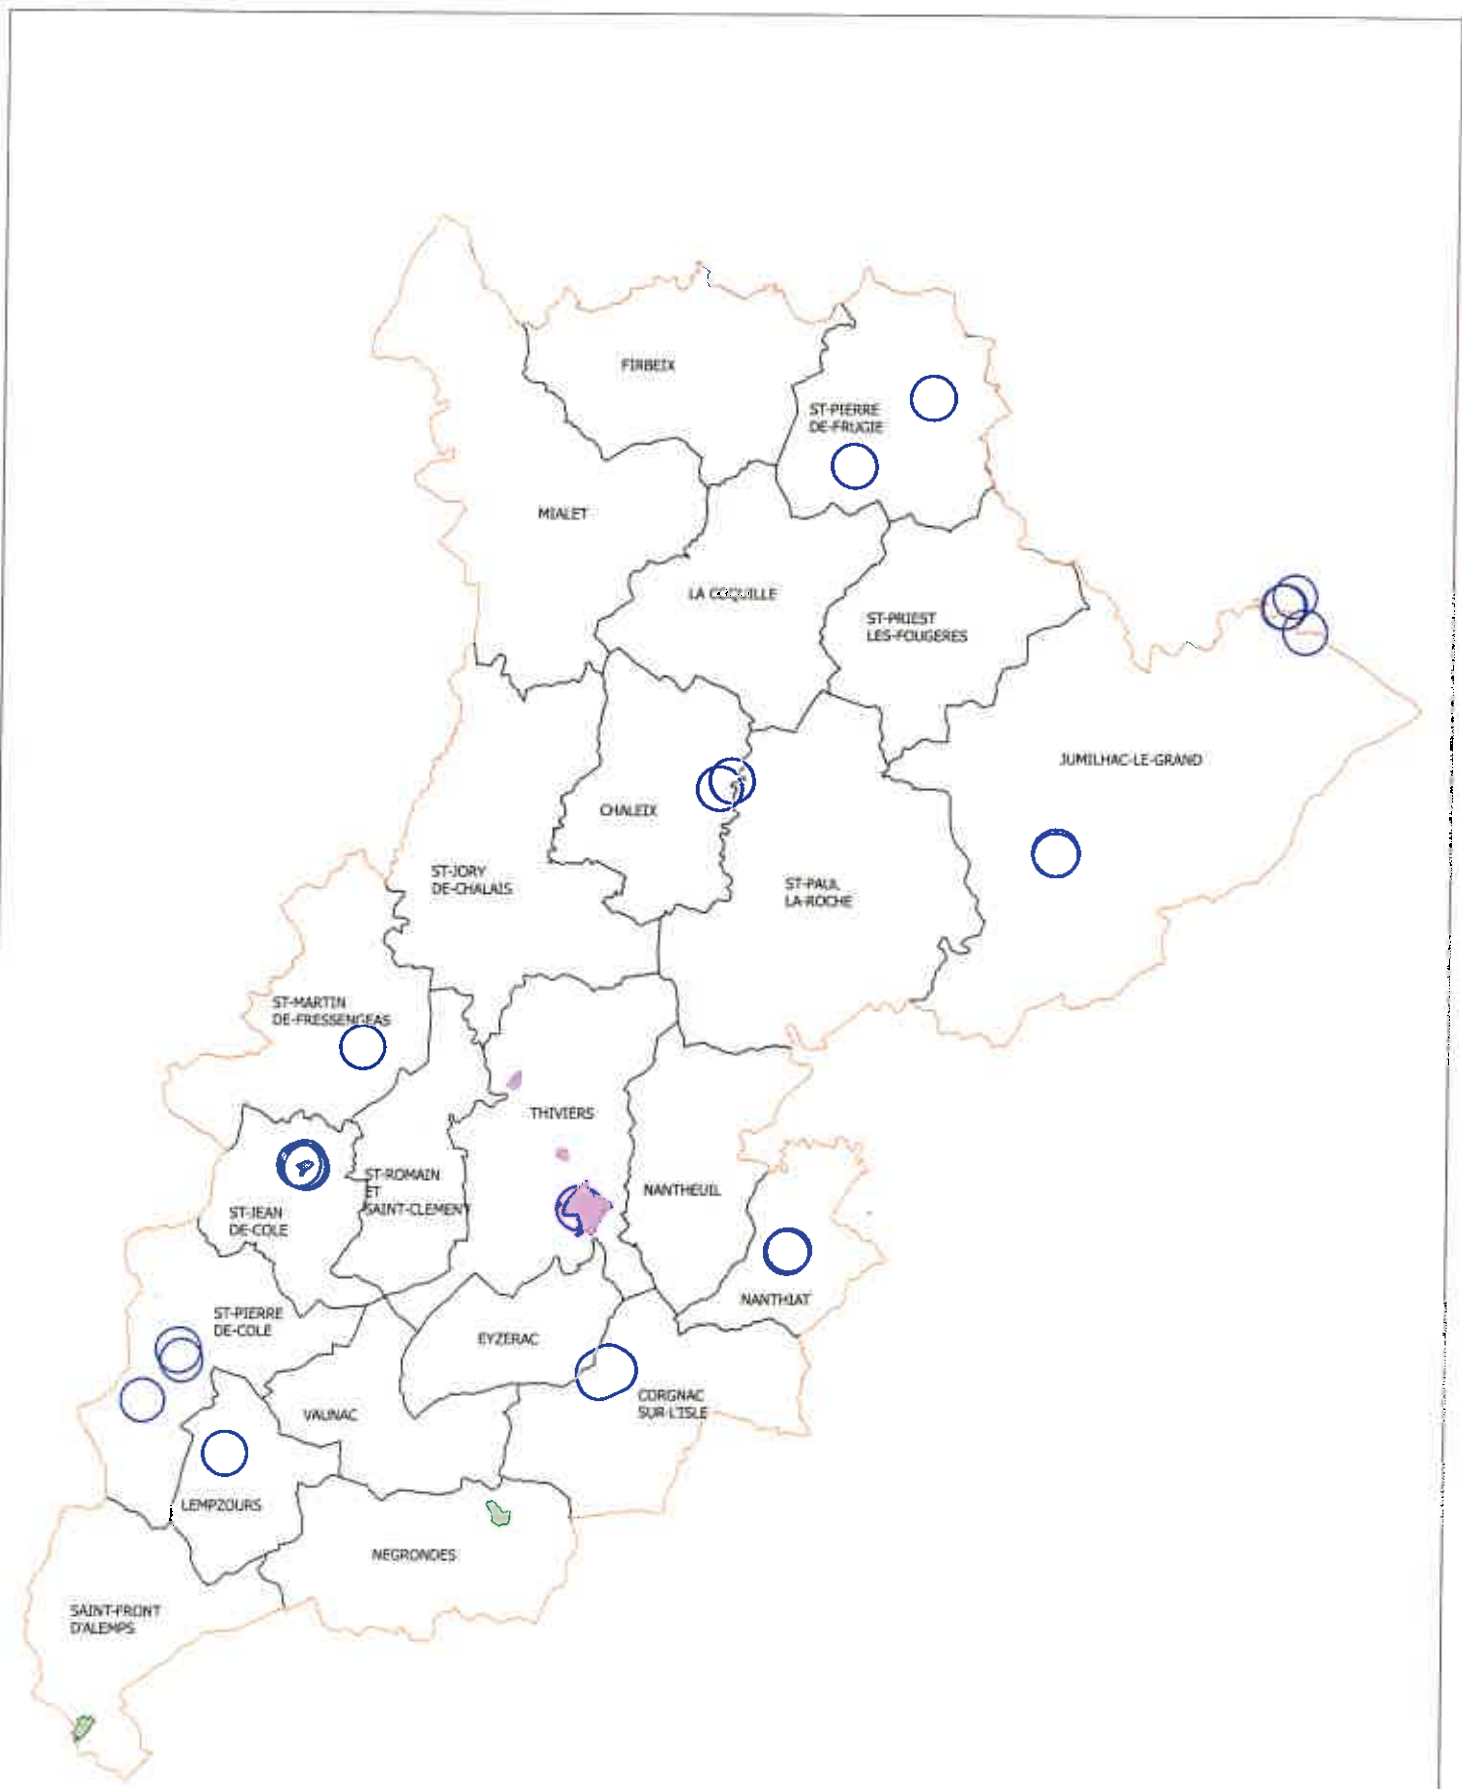 FIRBEIX
ST-PIERRE
DE-FRUGIE
MIALET
LA COQUILLE
ST-PRIEST
LES-FOUGERES
JUMILHAC-LE-GRAND
CHALEIX
ST-JORY
DE-CHALAIS
ST-PAUL
LA-ROCHE
ST-MARTIN
DE-FRESSENGEAS
THIVIERS
ST-ROMAIN
ET
SAINT-CLEMENT
NANTHEUIL
ST-JEAN
DE-COLE
NANTHIAT
ST-PIERRE
DE-COLE
EYZERAC
CORGNAC
SUR-L'ISLE
VAUNAC
LEMPZOURS
NEGRONDES
SAINT-FRONT
D'ALEMPS